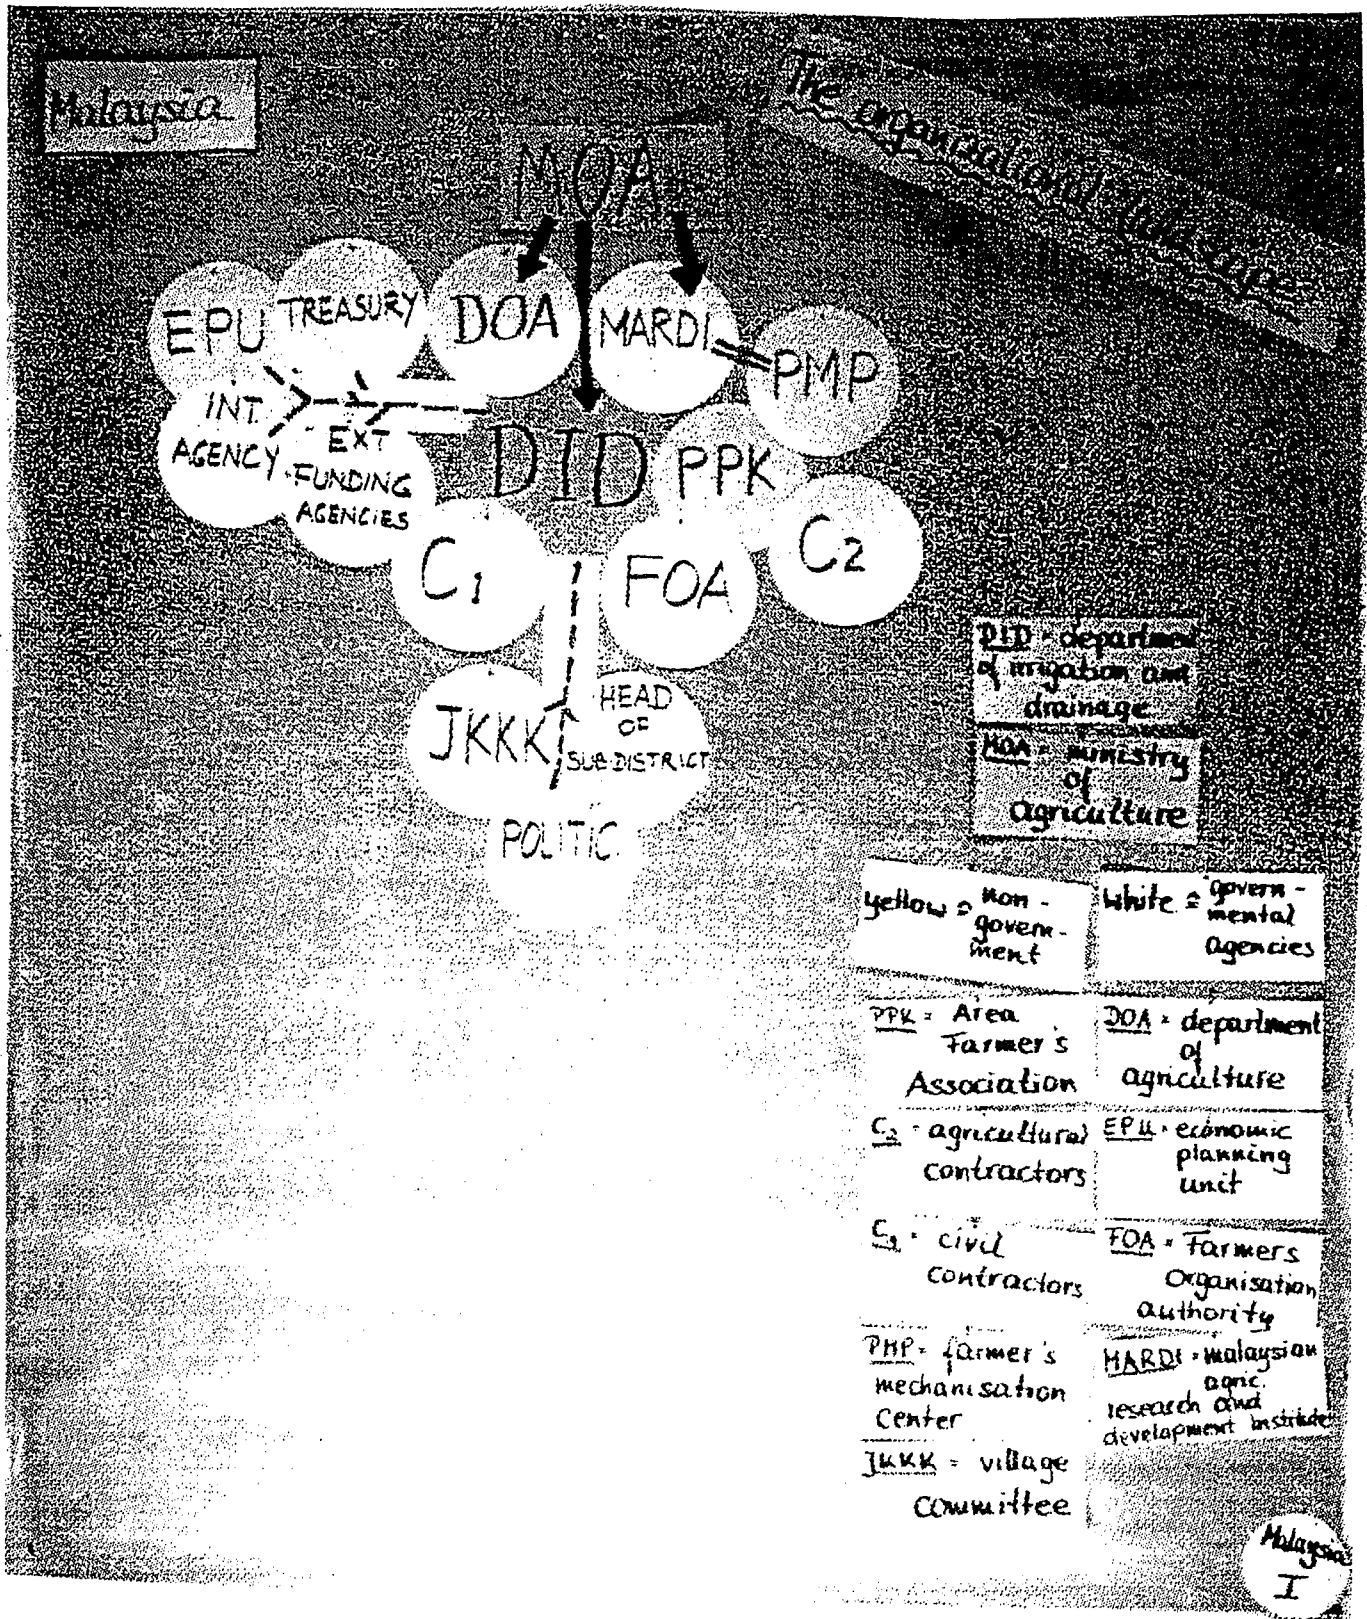 Malaysia
The organisational landscape
MOA
EPU
TREASURY
DOA
MARDI
PMP
INT.
AGENCY
EXT
FUNDING
AGENCIES
DID
PPK
C1
FOA
C2
JKKK
HEAD
OF
SUB-DISTRICT
POLITIC.
DID = departmen
of irrigation and
drainage
MOA = ministry
of
agriculture
yellow = non-
govern-
ment
White = govern-
mental
agencies
PPK = Area
Farmer's
Association
DOA = department
of
agriculture
C2 = agricultural
contractors
EPU = economic
planning
unit
C1 = civil
contractors
FOA = Farmers
Organisation
authority
PMP = farmer's
mechanisation
Center
MARDI = malaysian
agric.
research and
development institute
JKKK = village
committee
Malaysia
I